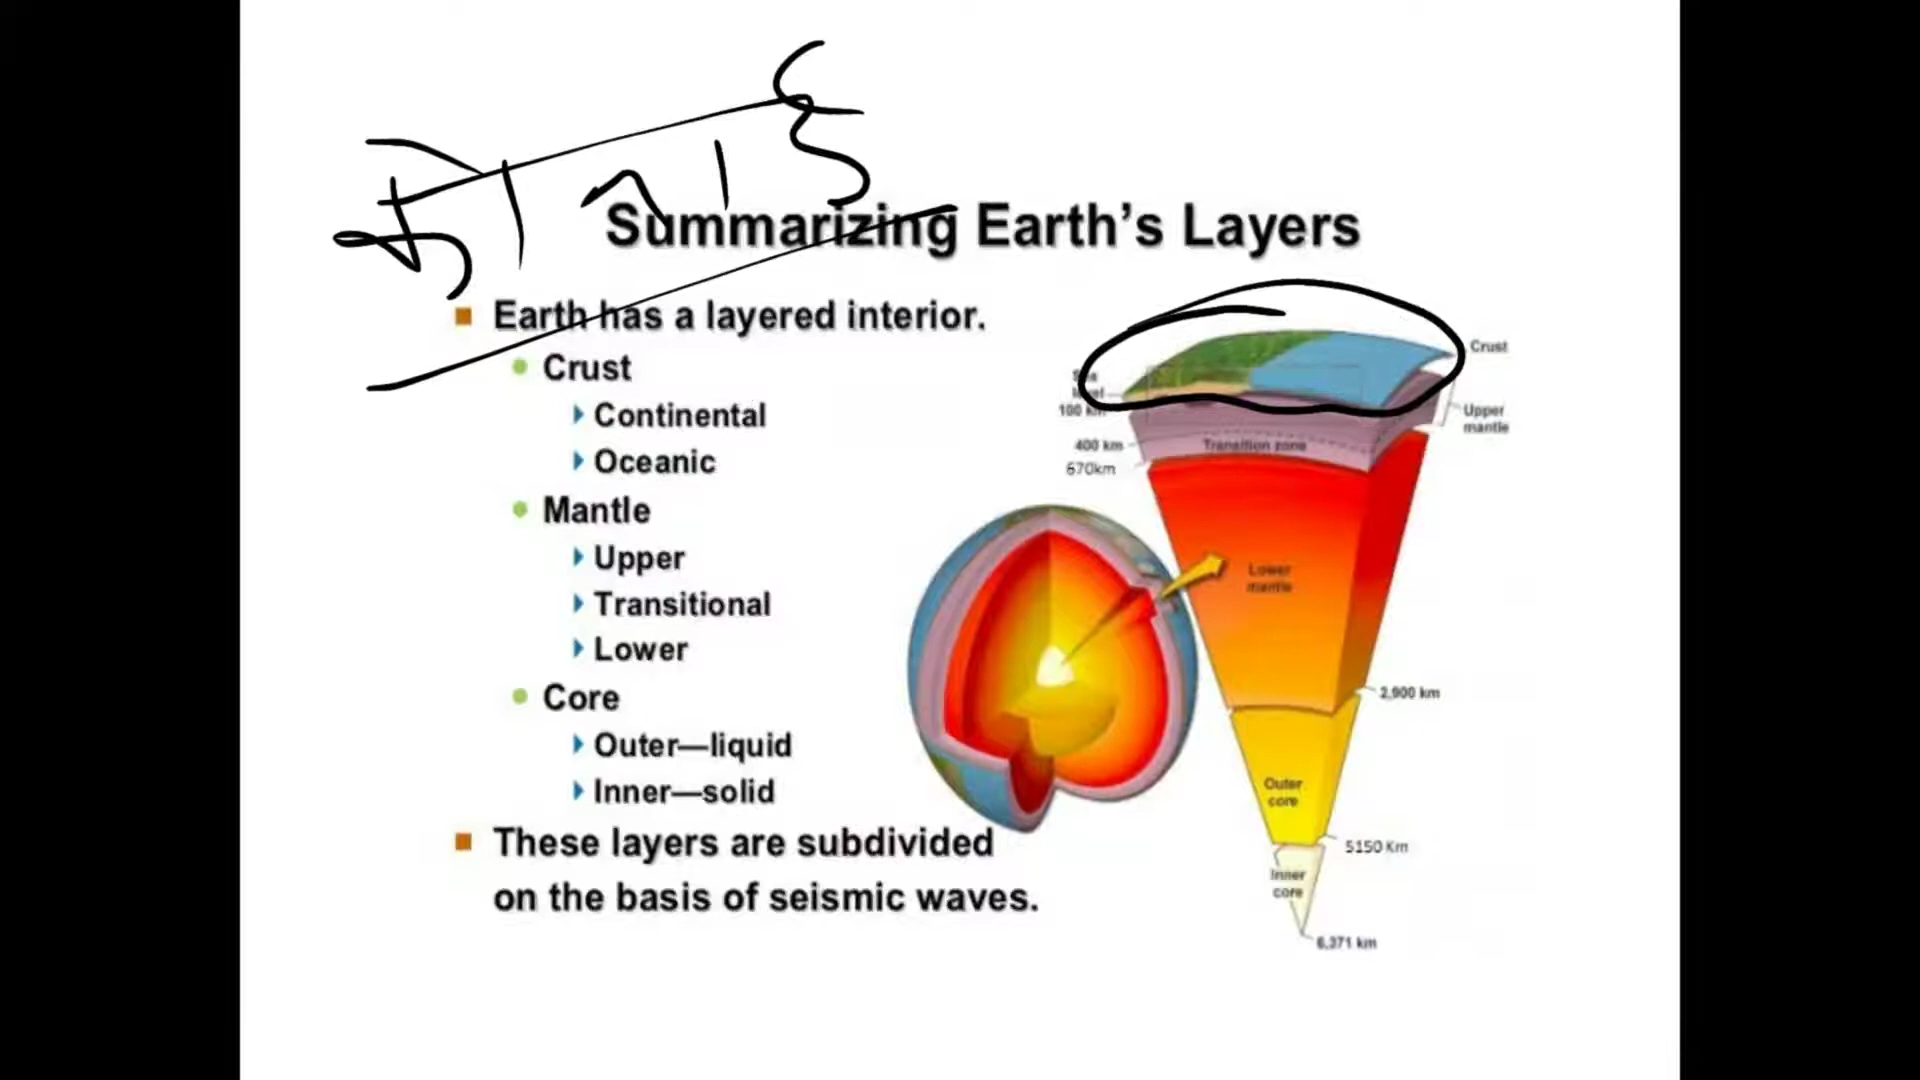 Summarizing Earth’s Layers
Earth has a layered interior.
Crust
Continental
Oceanic
Mantle
Upper
Transitional
Lower
Core
Outer—liquid
Inner—solid
These layers are subdivided
on the basis of seismic waves.
Crust
Sea
level
100 km
Upper
mantle
400 km
Transition zone
670km
Lower
mantle
2,900 km
Outer
core
5150 Km
Inner
core
6,371 km